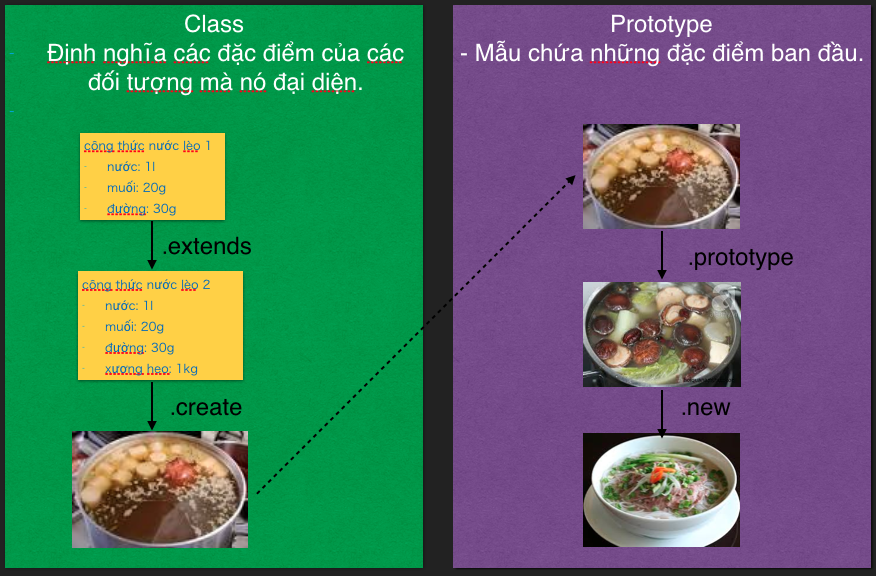 Class
Định nghĩa các đặc điểm của các
đối tượng mà nó đại diện.
công thức nước lèo 1
- nước: 1l
- muối: 20g
- đường: 30g
.extends
công thức nước lèo 2
- nước: 1l
- muối: 20g
- đường: 30g
- xương heo: 1kg
.create
Prototype
- Mẫu chứa những đặc điểm ban đầu.
.prototype
.new